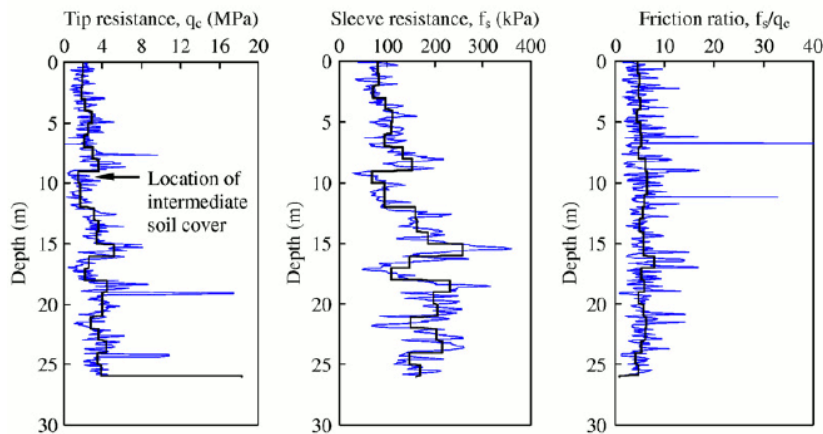 Tip resistance, q_c (MPa)
0 4 8 12 16 20
0
5
10
15
20
25
30
Depth (m)
Location of
intermediate
soil cover
Sleeve resistance, f_s (kPa)
0 100 200 300 400
0
5
10
15
20
25
30
Depth (m)
Friction ratio, f_s/q_c
0 10 20 30 40
0
5
10
15
20
25
30
Depth (m)